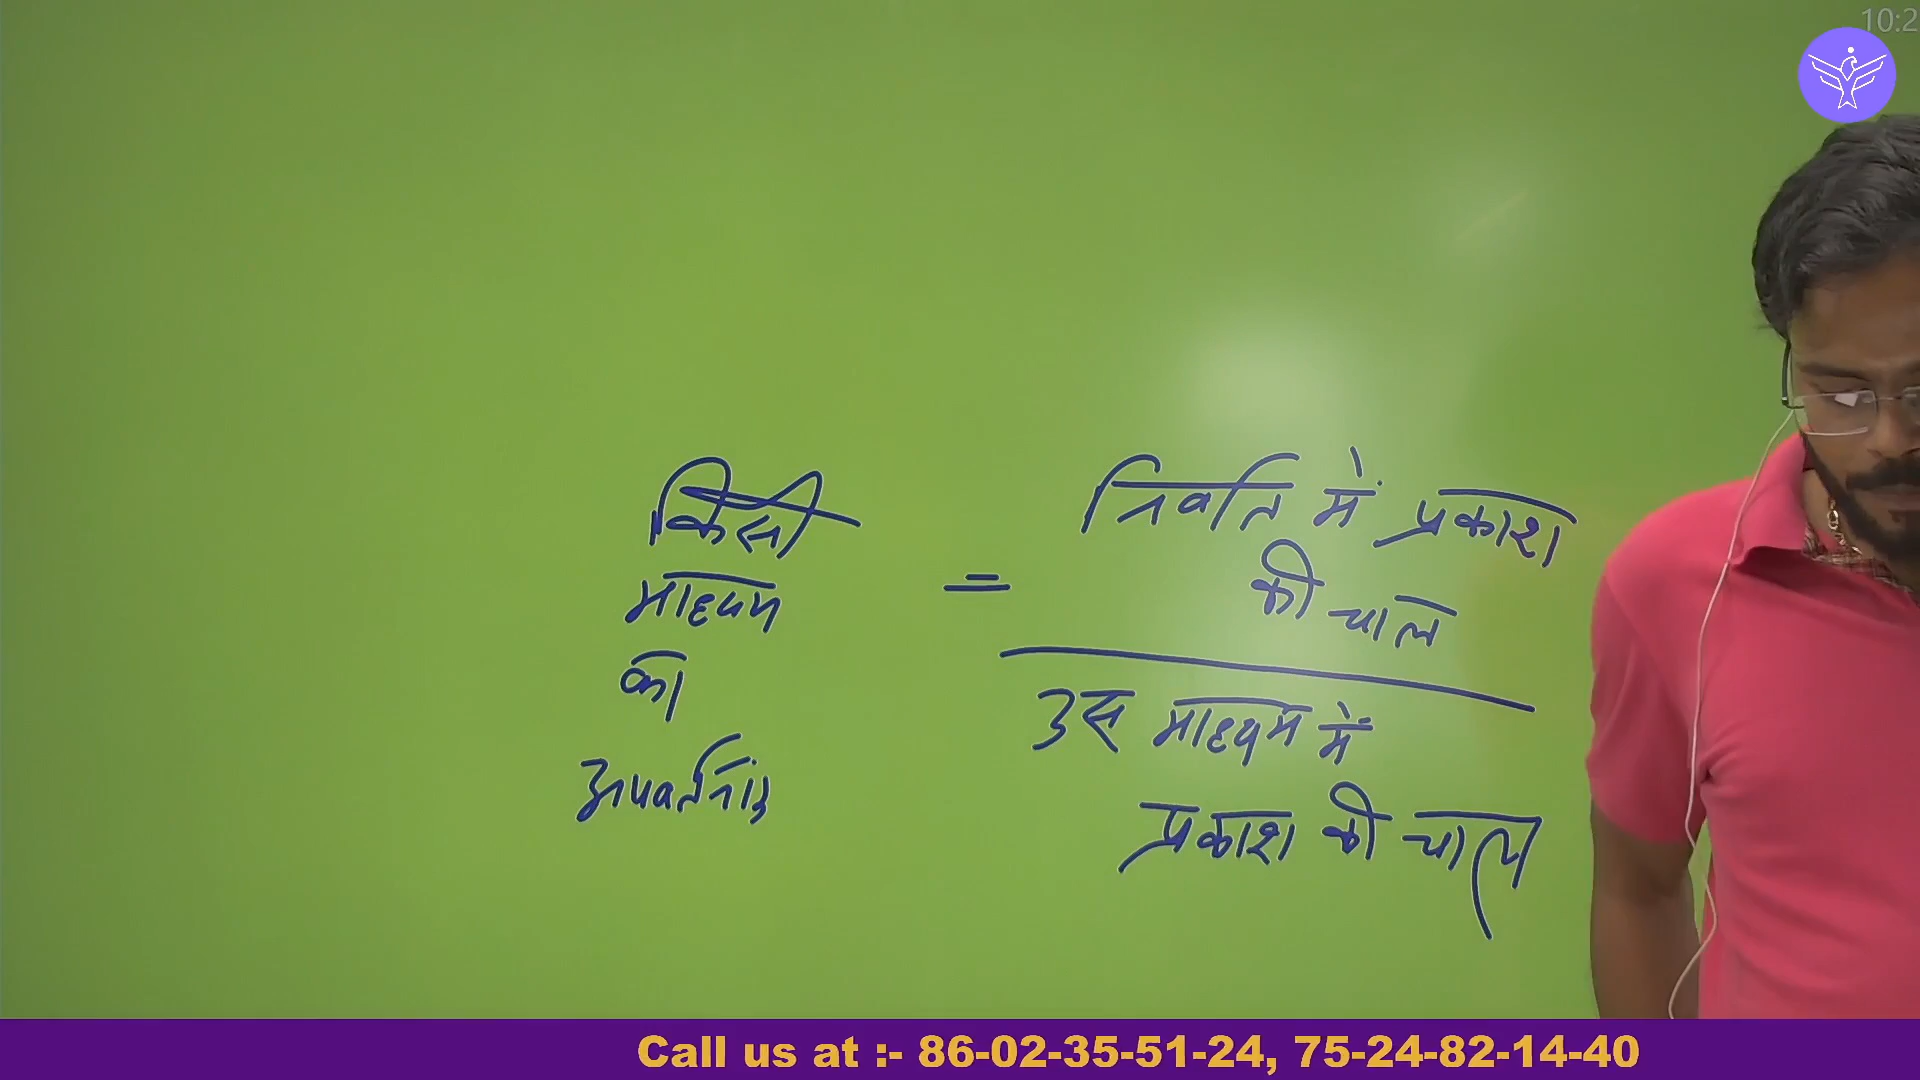 10:2
किसी
माध्यम
का
अपवर्तनांक
=
निर्वात में प्रकाश
की चाल
उस माध्यम में
प्रकाश की चाल
Call us at :- 86-02-35-51-24, 75-24-82-14-40